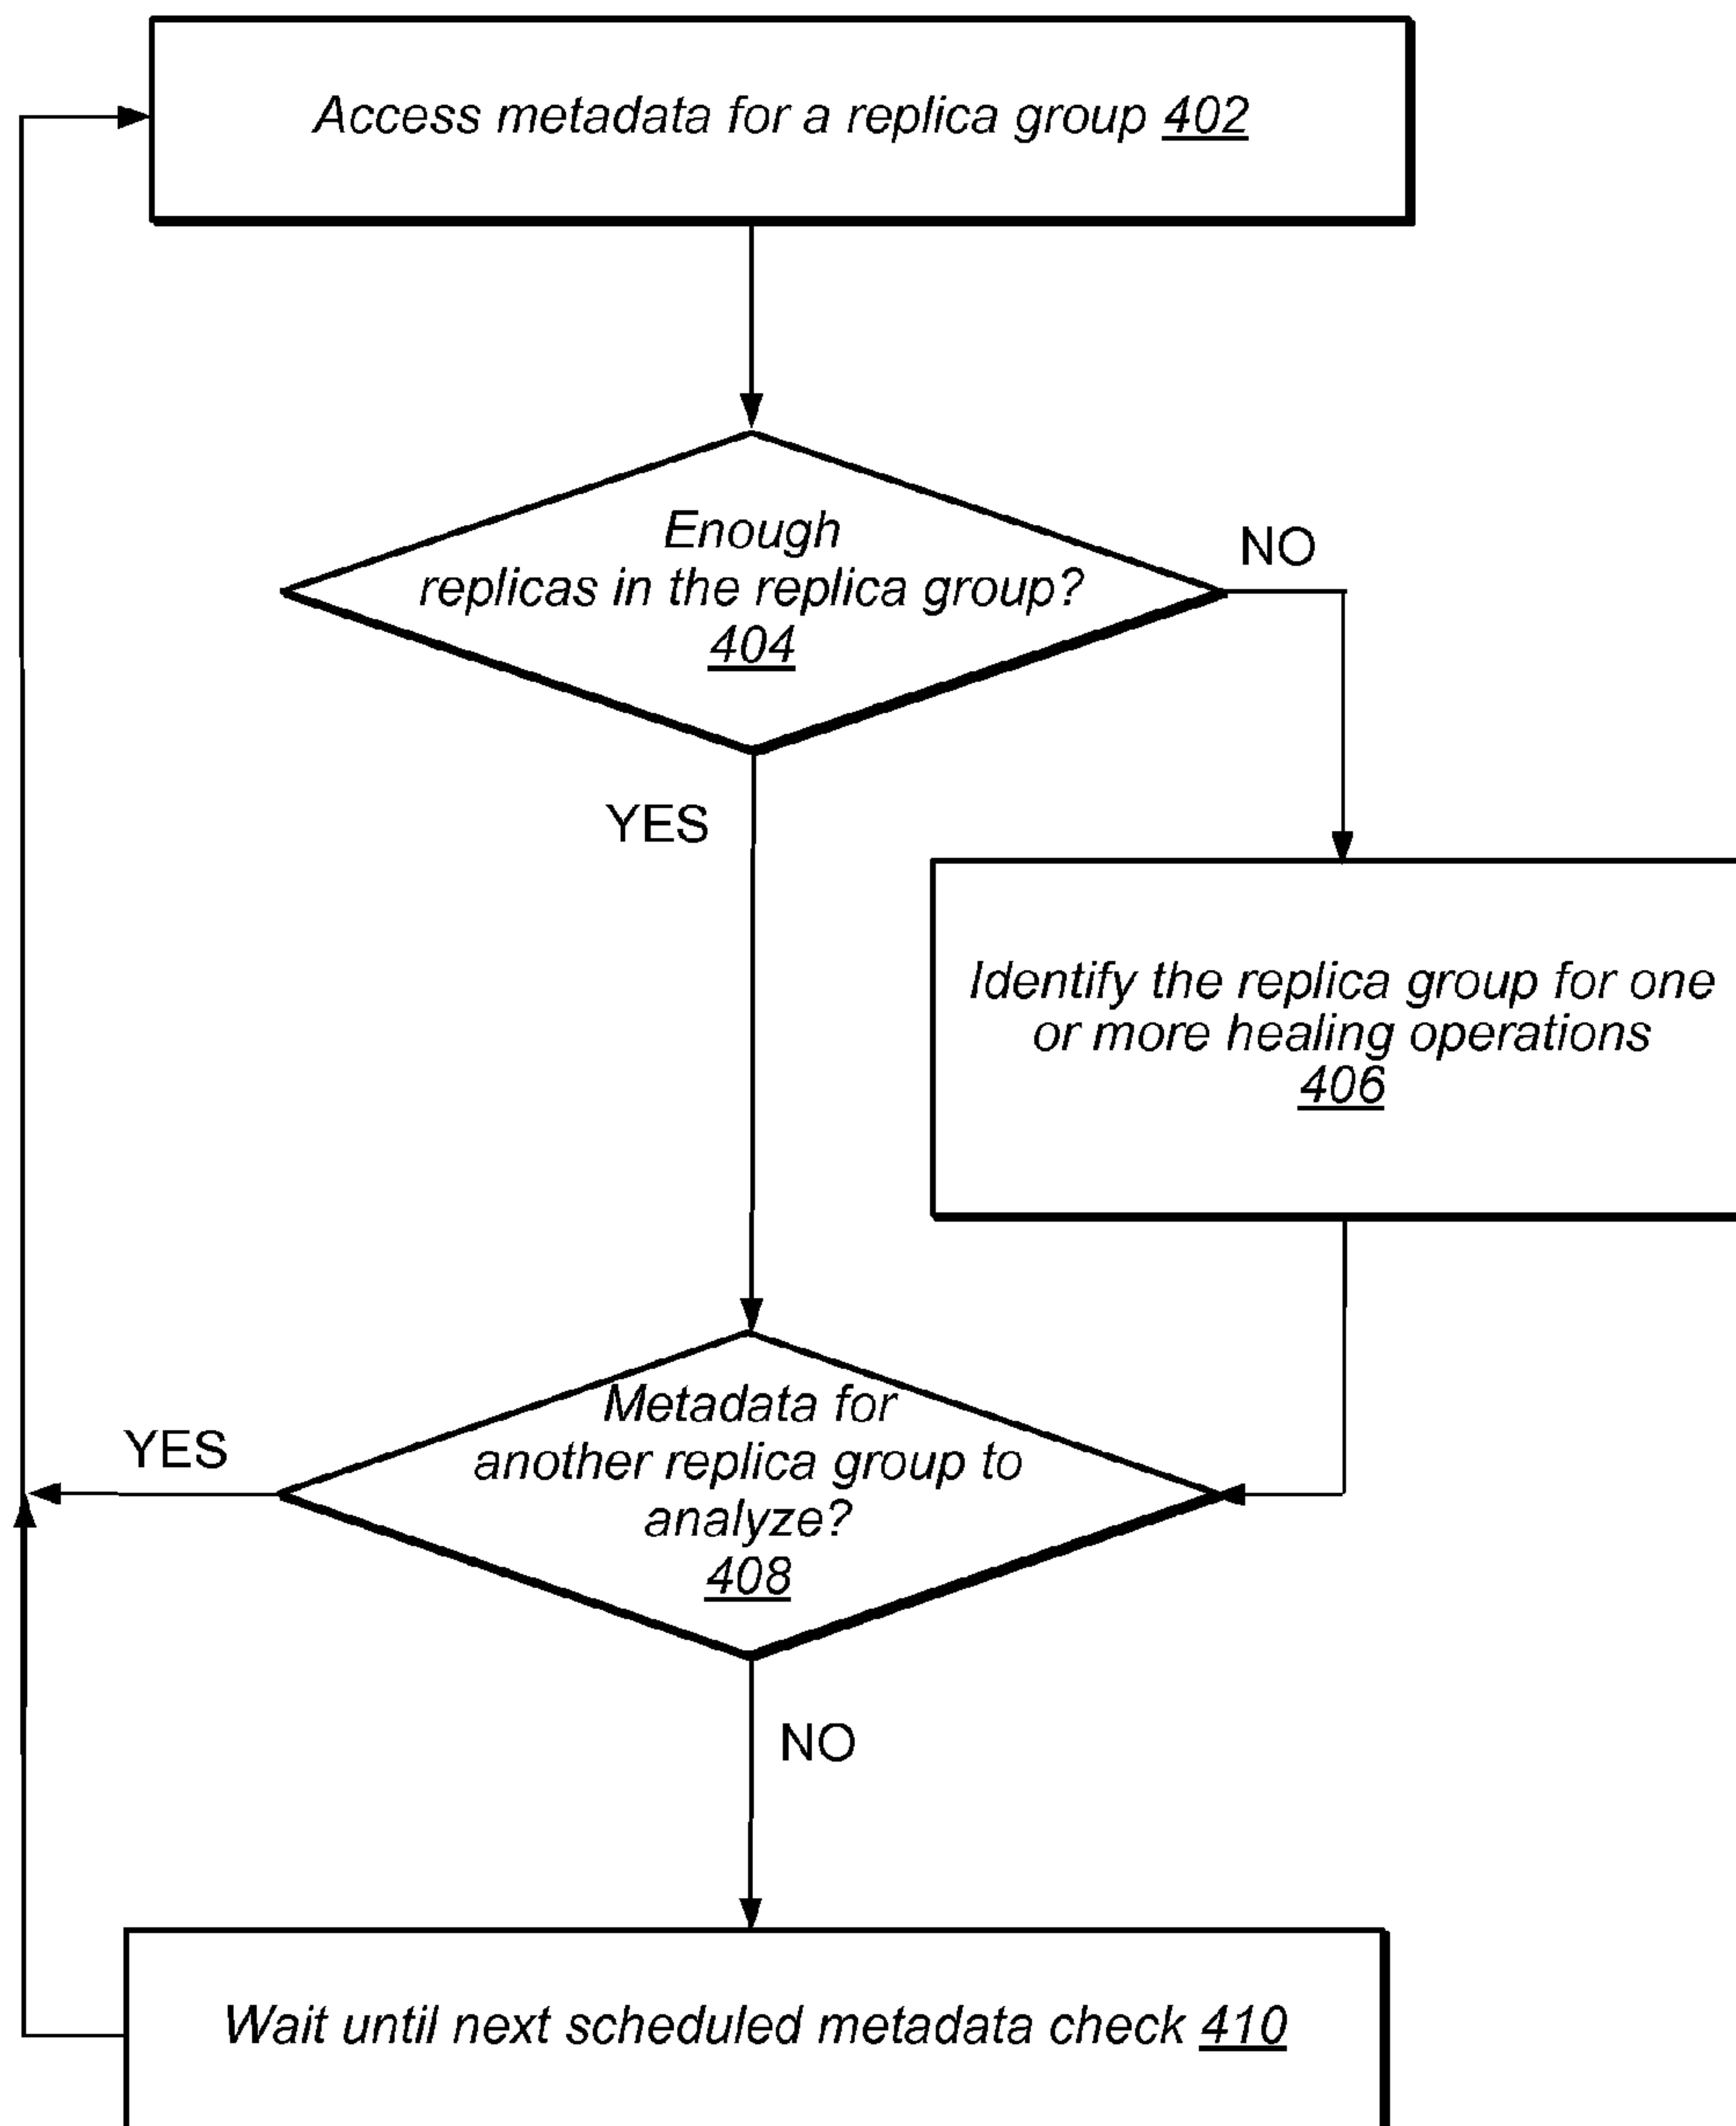 Access metadata for a replica group 402
Enough
replicas in the replica group?
404
NO
YES
Identify the replica group for one
or more healing operations
406
Metadata for
another replica group to
analyze?
408
YES
NO
Wait until next scheduled metadata check 410